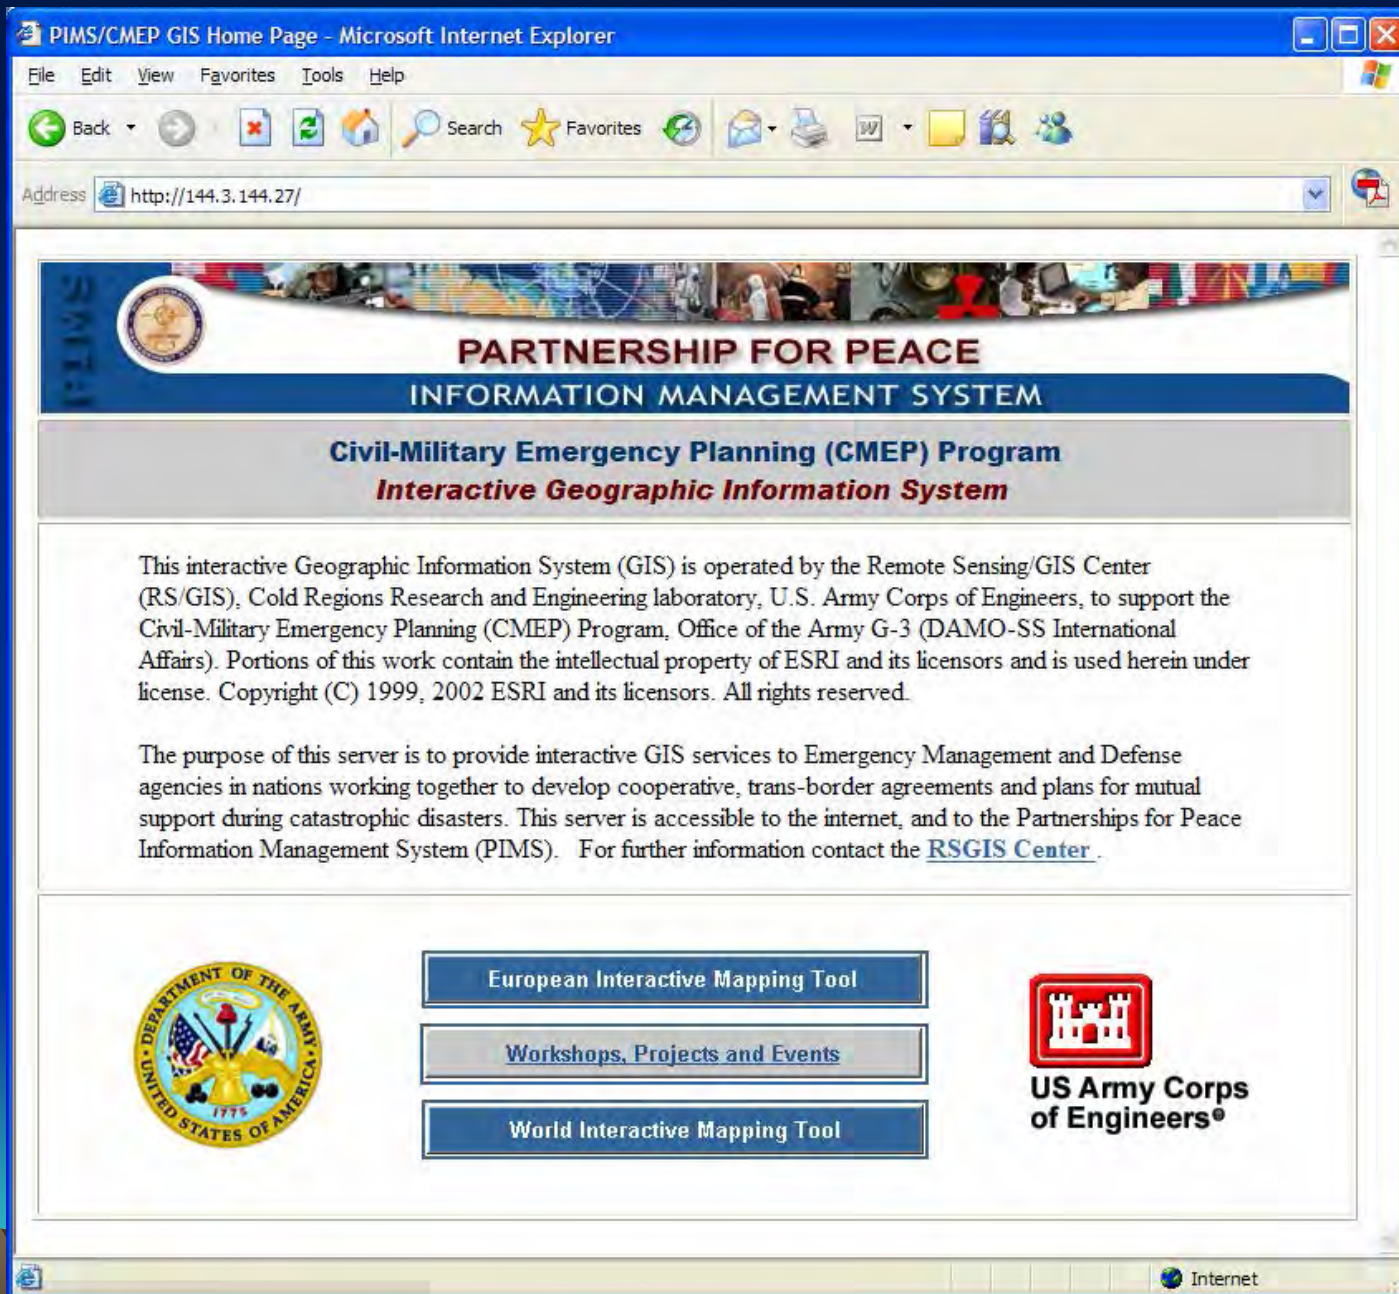 PIMS/CMEP GIS Home Page - Microsoft Internet Explorer
File Edit View Favorites Tools Help
Back Search Favorites
Address http://144.3.144.27/
PIMS
PARTNERSHIP FOR PEACE
INFORMATION MANAGEMENT SYSTEM
Civil-Military Emergency Planning (CMEP) Program
Interactive Geographic Information System
This interactive Geographic Information System (GIS) is operated by the Remote Sensing/GIS Center
(RS/GIS), Cold Regions Research and Engineering laboratory, U.S. Army Corps of Engineers, to support the
Civil-Military Emergency Planning (CMEP) Program, Office of the Army G-3 (DAMO-SS International
Affairs). Portions of this work contain the intellectual property of ESRI and its licensors and is used herein under
license. Copyright (C) 1999, 2002 ESRI and its licensors. All rights reserved.
The purpose of this server is to provide interactive GIS services to Emergency Management and Defense
agencies in nations working together to develop cooperative, trans-border agreements and plans for mutual
support during catastrophic disasters. This server is accessible to the internet, and to the Partnerships for Peace
Information Management System (PIMS). For further information contact the RSGIS Center .
European Interactive Mapping Tool
Workshops, Projects and Events
World Interactive Mapping Tool
DEPARTMENT OF THE ARMY
UNITED STATES OF AMERICA
1775
US Army Corps
of Engineers®
Internet